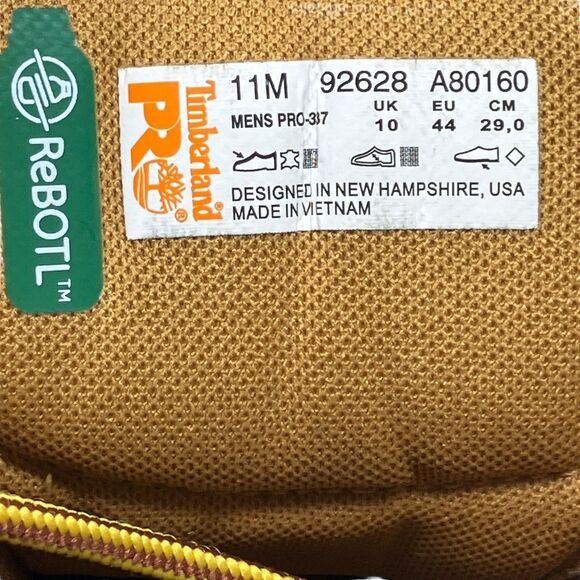 ReBOTL™
Timberland®
PRO®
11M 92628 A80160
MENS PRO-387 UK EU CM
10 44 29,0
DESIGNED IN NEW HAMPSHIRE, USA
MADE IN VIETNAM